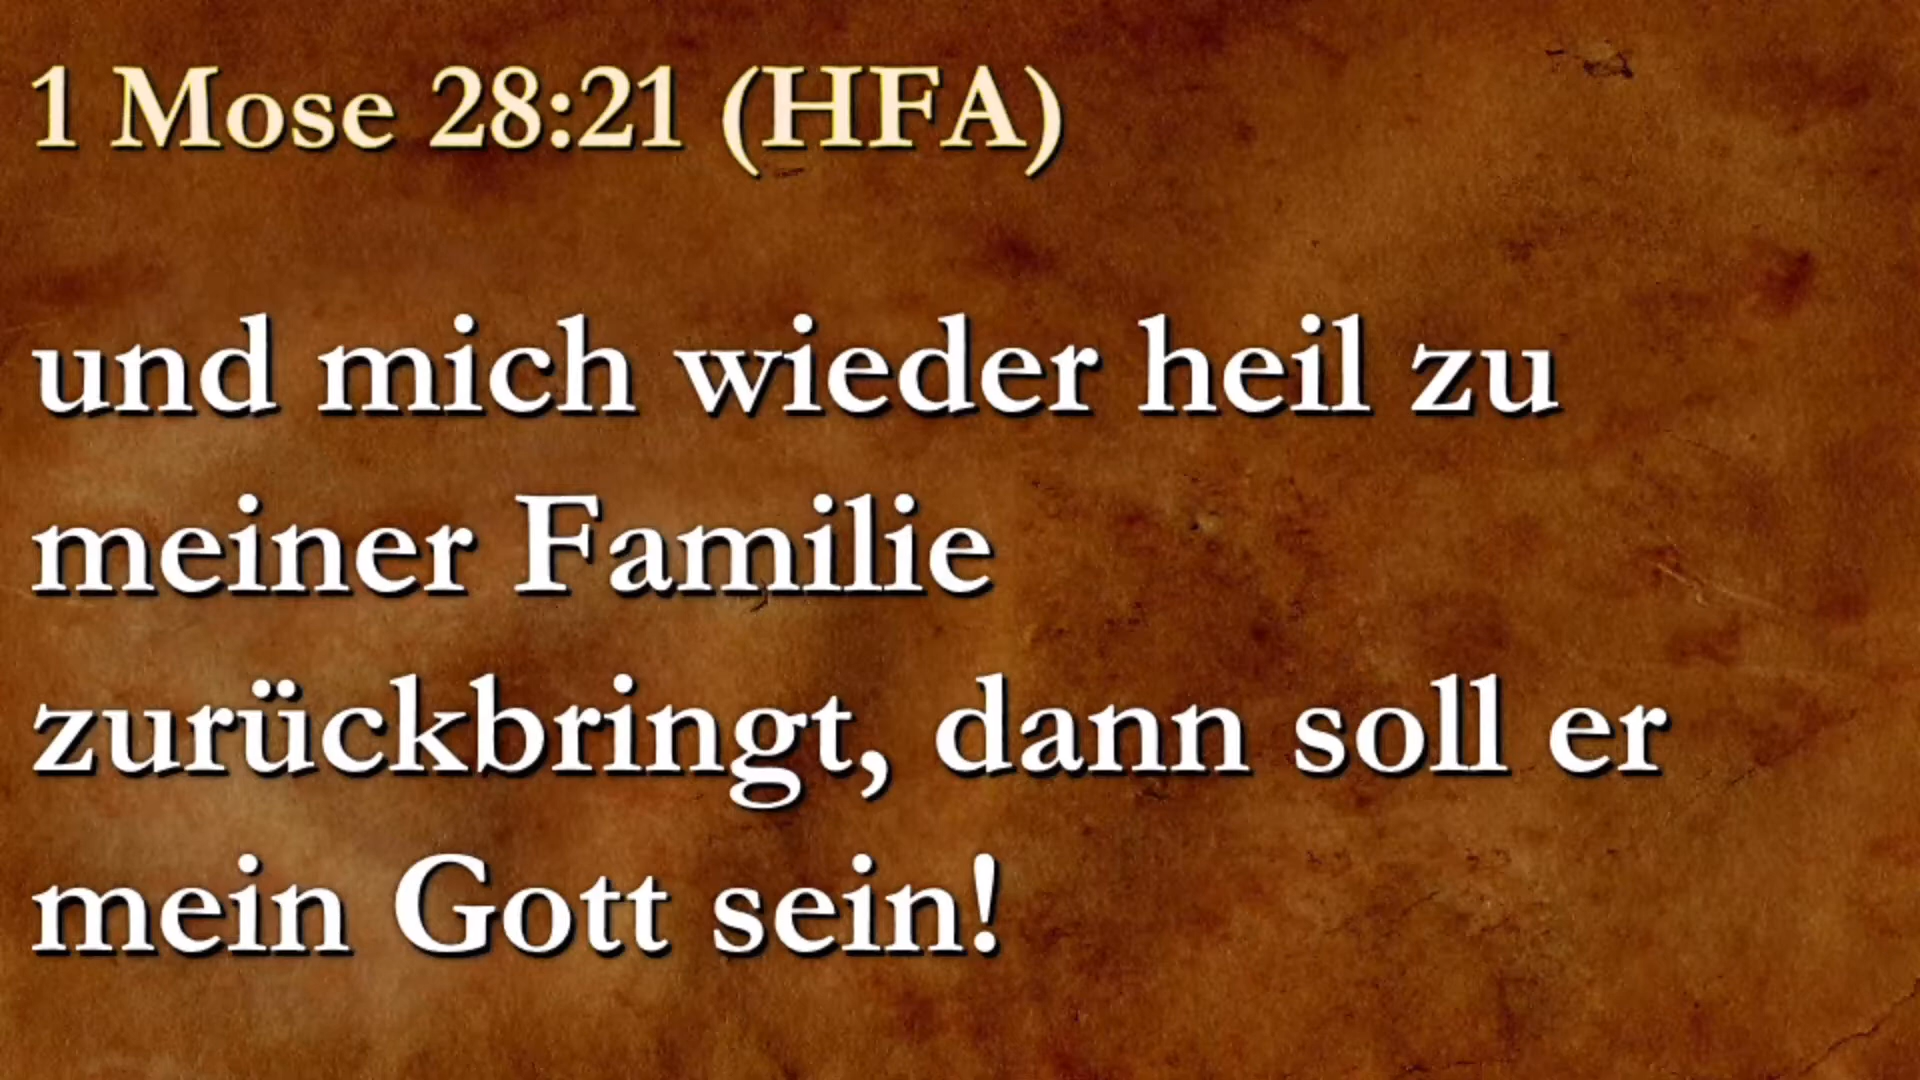 1 Mose 28:21 (HFA)
und mich wieder heil zu
meiner Familie
zurückbringt, dann soll er
mein Gott sein!